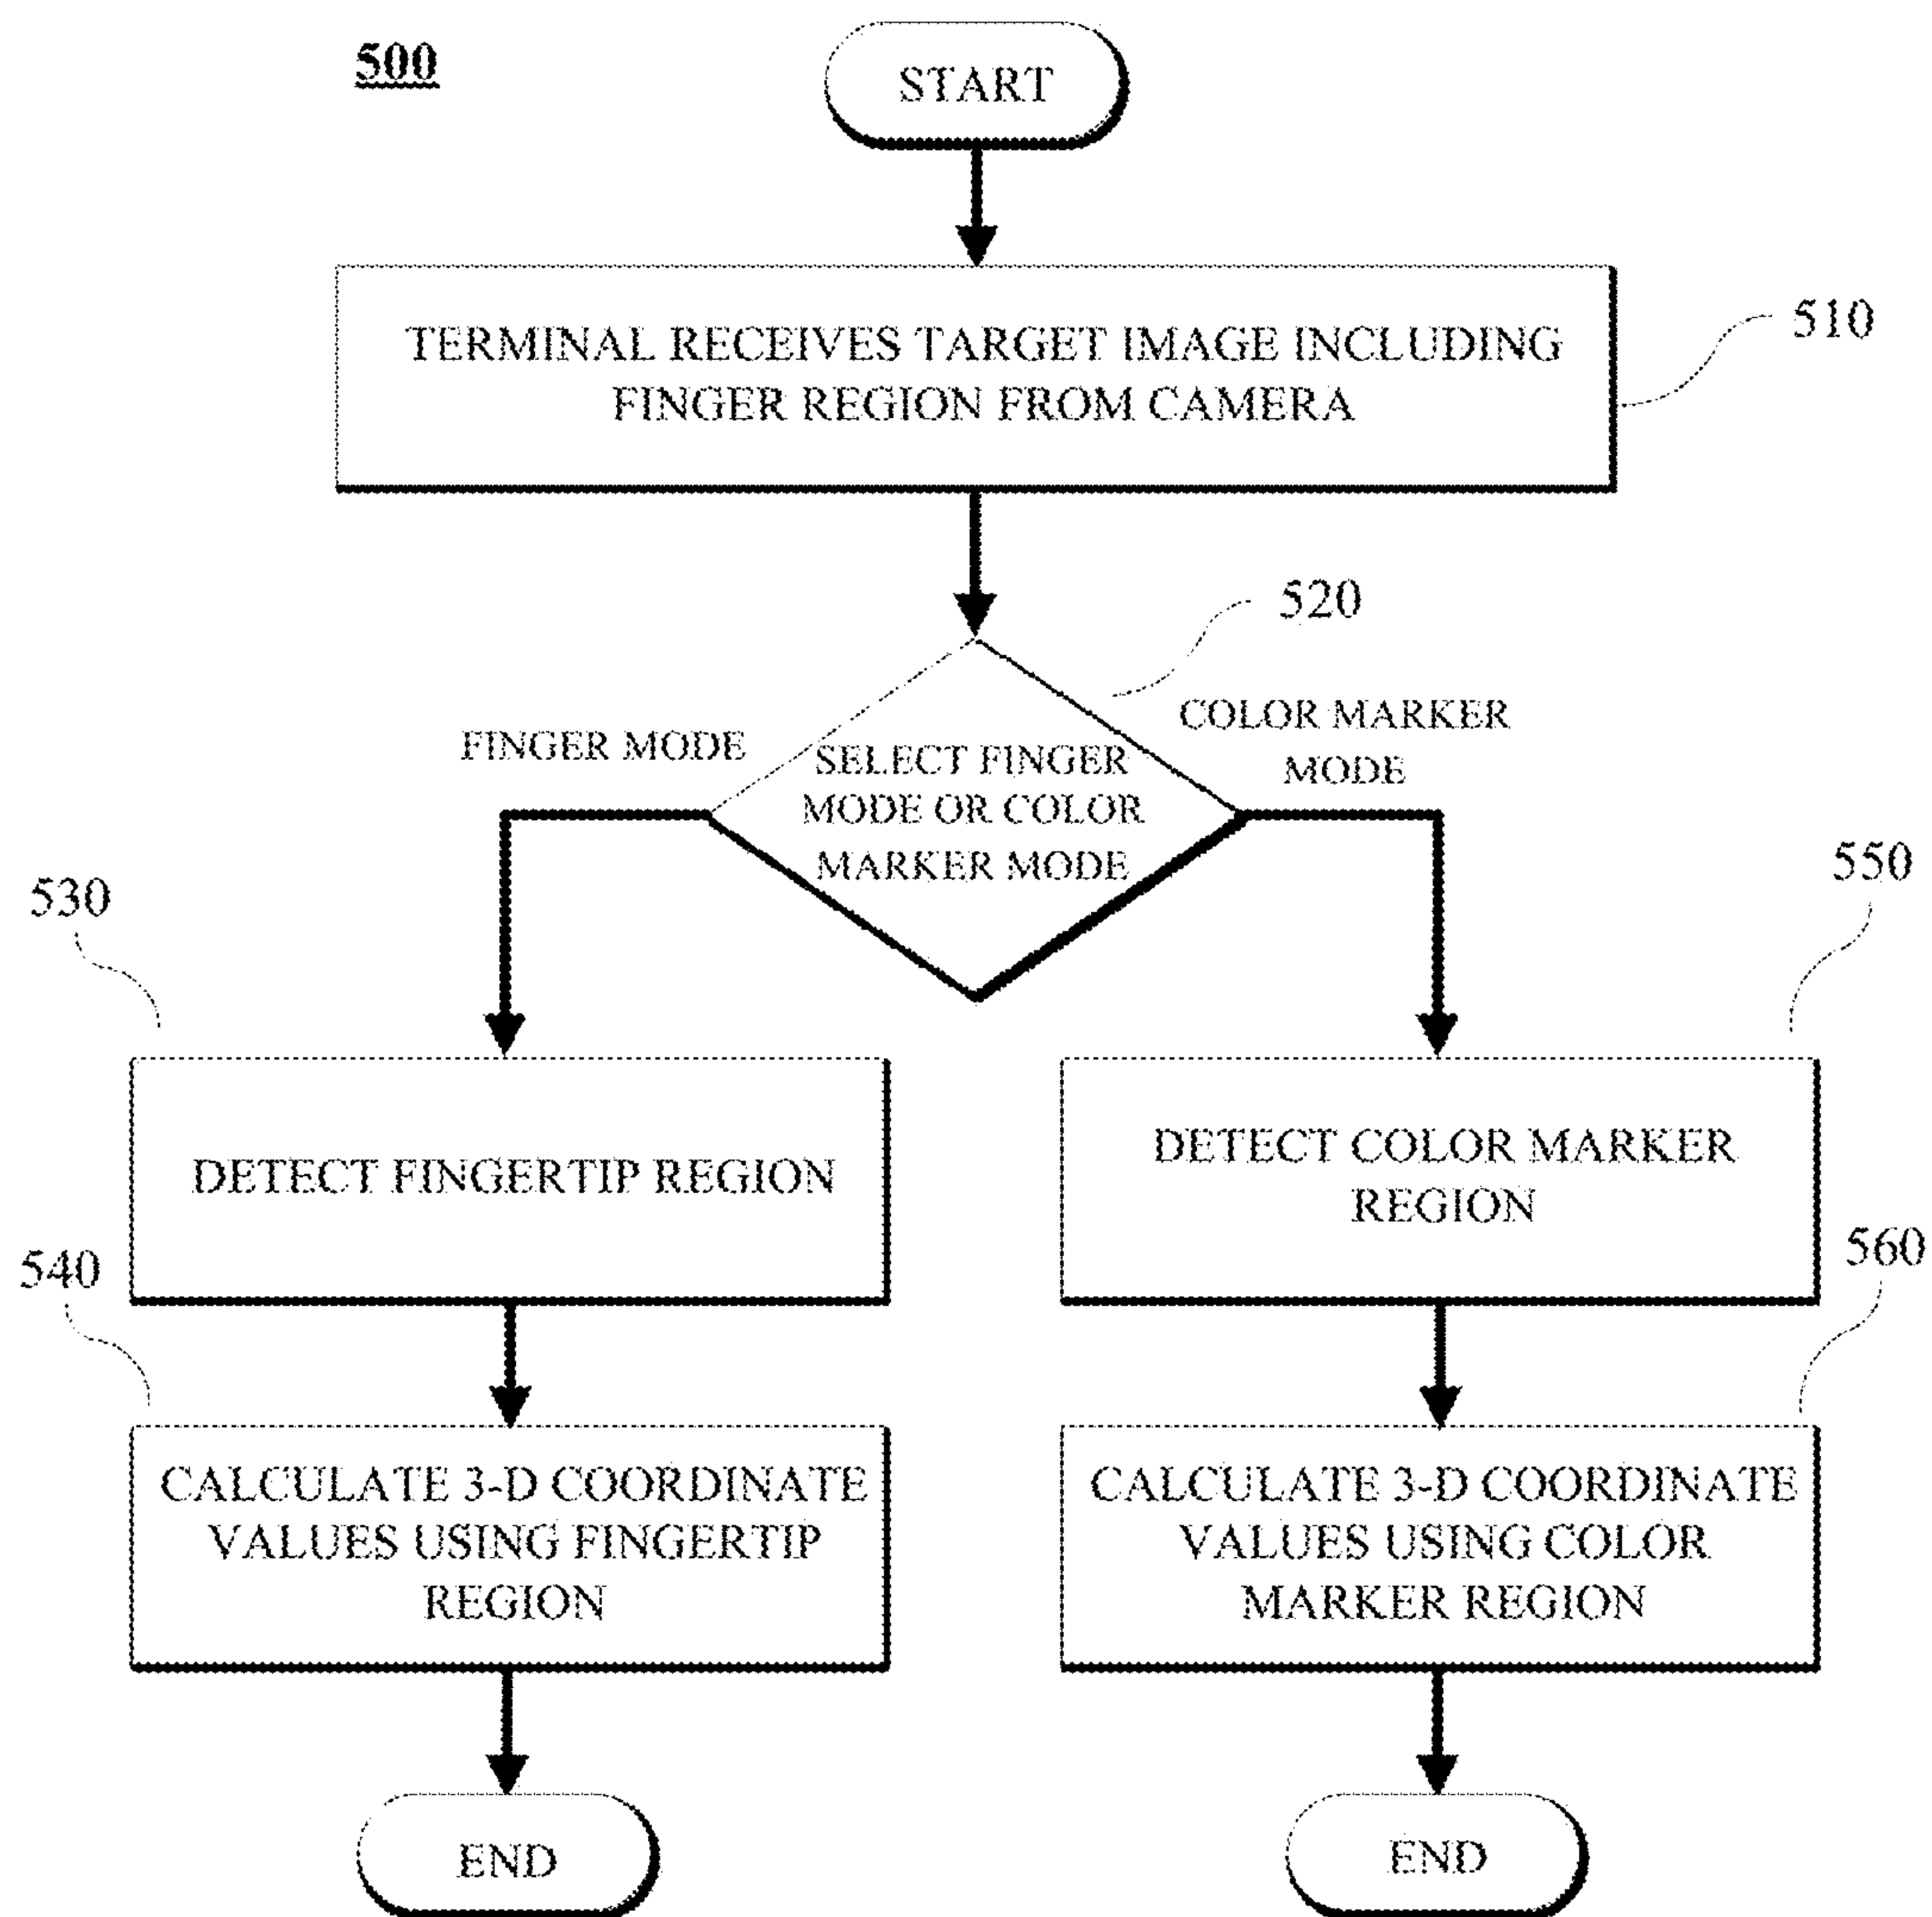 500
START
TERMINAL RECEIVES TARGET IMAGE INCLUDING
FINGER REGION FROM CAMERA
510
520
FINGER MODE
COLOR MARKER
MODE
SELECT FINGER
MODE OR COLOR
MARKER MODE
530
550
DETECT FINGERTIP REGION
DETECT COLOR MARKER
REGION
540
560
CALCULATE 3-D COORDINATE
VALUES USING FINGERTIP
REGION
CALCULATE 3-D COORDINATE
VALUES USING COLOR
MARKER REGION
END
END